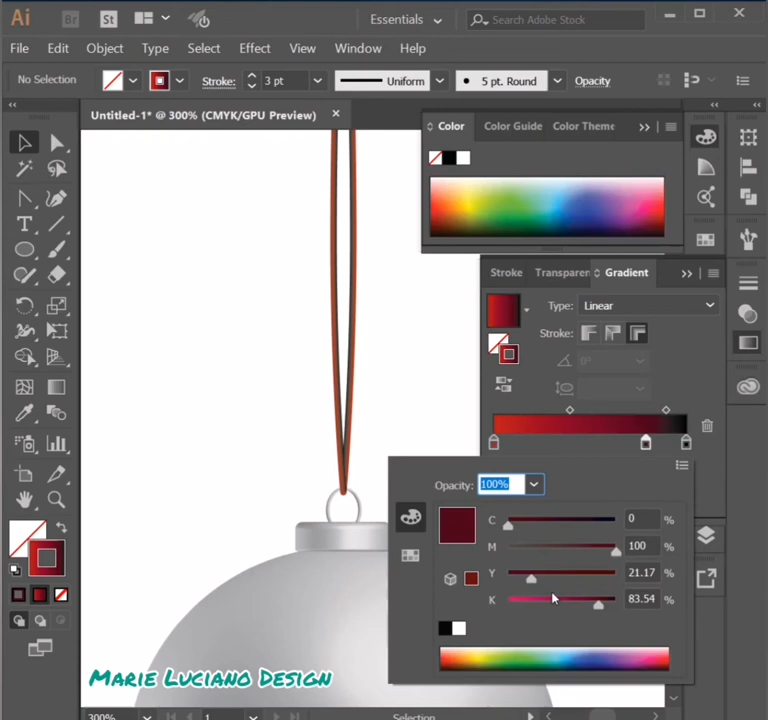 Ai Br St Essentials Search Adobe Stock
File Edit Object Type Select Effect View Window Help
No Selection Stroke: 3 pt Uniform 5 pt. Round Opacity
Untitled-1* @ 300% (CMYK/GPU Preview)
Color Color Guide Color Theme
Stroke Transparen Gradient
Type: Linear
Stroke:
0°
Opacity: 100%
C 0 %
M 100 %
Y 21.17 %
K 83.54 %
Marie Luciano Design
300% 1 Selection